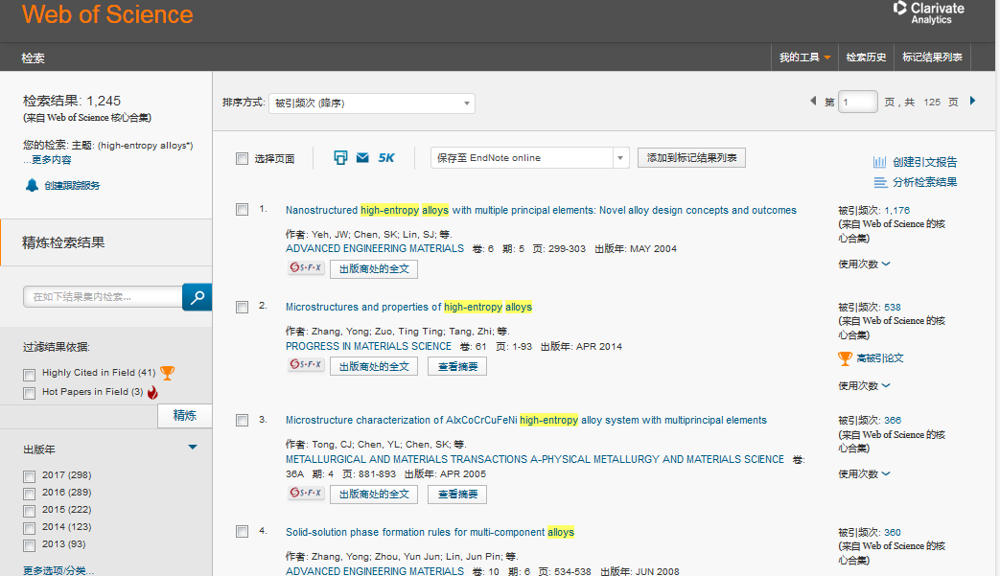 Web of Science
Clarivate
Analytics
检索
我的工具
检索历史
标记结果列表
检索结果: 1,245
(来自 Web of Science 核心合集)
您的检索: 主题: (high-entropy alloys*)
...更多内容
创建跟踪服务
精炼检索结果
在如下结果集内检索...
过滤结果依据:
Highly Cited in Field (41)
Hot Papers in Field (3)
精炼
出版年
2017 (298)
2016 (289)
2015 (222)
2014 (123)
2013 (93)
更多选项/分类...
排序方式: 被引频次 (降序)
第 1 页 , 共 125 页
选择页面
5K
保存至 EndNote online
添加到标记结果列表
创建引文报告
分析检索结果
1. Nanostructured high-entropy alloys with multiple principal elements: Novel alloy design concepts and outcomes
作者: Yeh, JW; Chen, SK; Lin, SJ; 等.
ADVANCED ENGINEERING MATERIALS 卷: 6 期: 5 页: 299-303 出版年: MAY 2004
S·F·X 出版商处的全文
被引频次: 1,176
(来自 Web of Science 的核
心合集)
使用次数
2. Microstructures and properties of high-entropy alloys
作者: Zhang, Yong; Zuo, Ting Ting; Tang, Zhi; 等.
PROGRESS IN MATERIALS SCIENCE 卷: 61 页: 1-93 出版年: APR 2014
S·F·X 出版商处的全文 查看摘要
被引频次: 538
(来自 Web of Science 的核
心合集)
高被引论文
使用次数
3. Microstructure characterization of AlxCoCrCuFeNi high-entropy alloy system with multiprincipal elements
作者: Tong, CJ; Chen, YL; Chen, SK; 等.
METALLURGICAL AND MATERIALS TRANSACTIONS A-PHYSICAL METALLURGY AND MATERIALS SCIENCE 卷:
36A 期: 4 页: 881-893 出版年: APR 2005
S·F·X 出版商处的全文 查看摘要
被引频次: 366
(来自 Web of Science 的核
心合集)
使用次数
4. Solid-solution phase formation rules for multi-component alloys
作者: Zhang, Yong; Zhou, Yun Jun; Lin, Jun Pin; 等.
ADVANCED ENGINEERING MATERIALS 卷: 10 期: 6 页: 534-538 出版年: JUN 2008
被引频次: 360
(来自 Web of Science 的核
心合集)